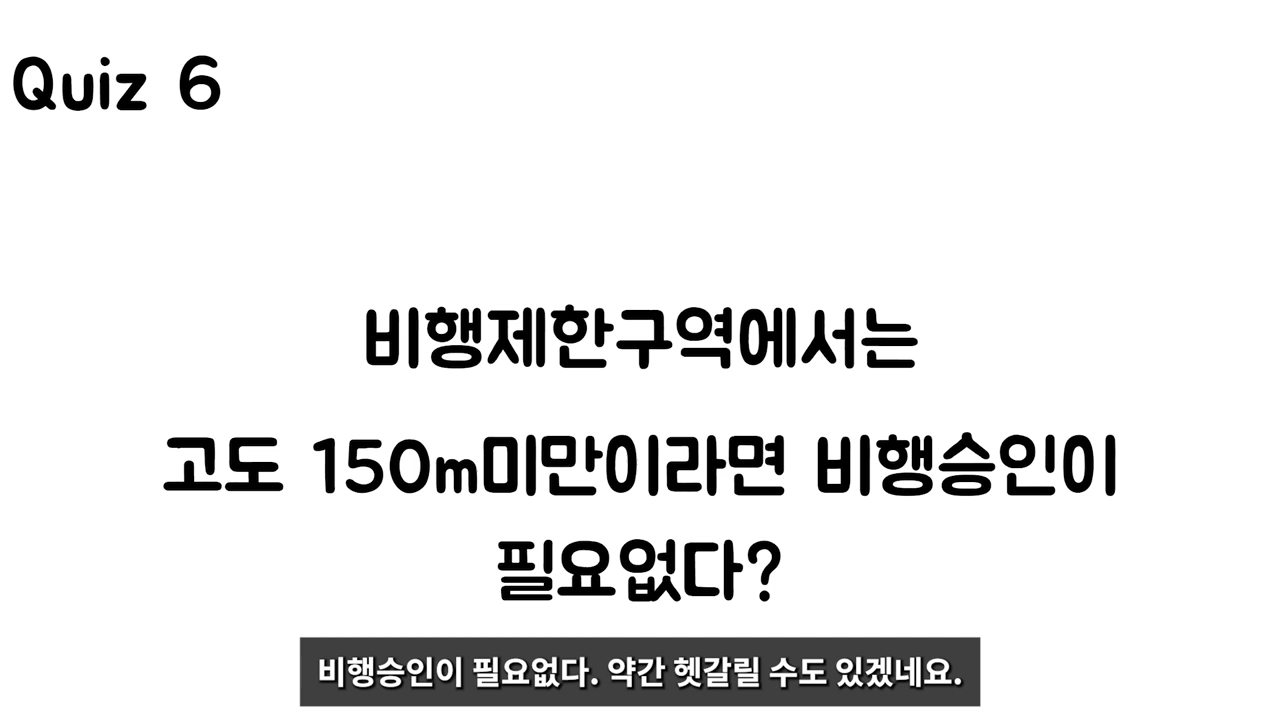 Quiz 6
비행제한구역에서는
고도 150m미만이라면 비행승인이
필요없다?
비행승인이 필요없다. 약간 헷갈릴 수도 있겠네요.